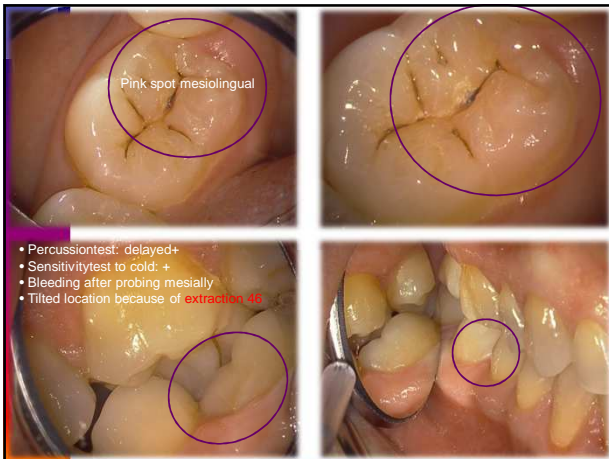 Pink spot mesiolingual
• Percussiontest: delayed+
• Sensitivitytest to cold: +
• Bleeding after probing mesially
• Tilted location because of extraction 46